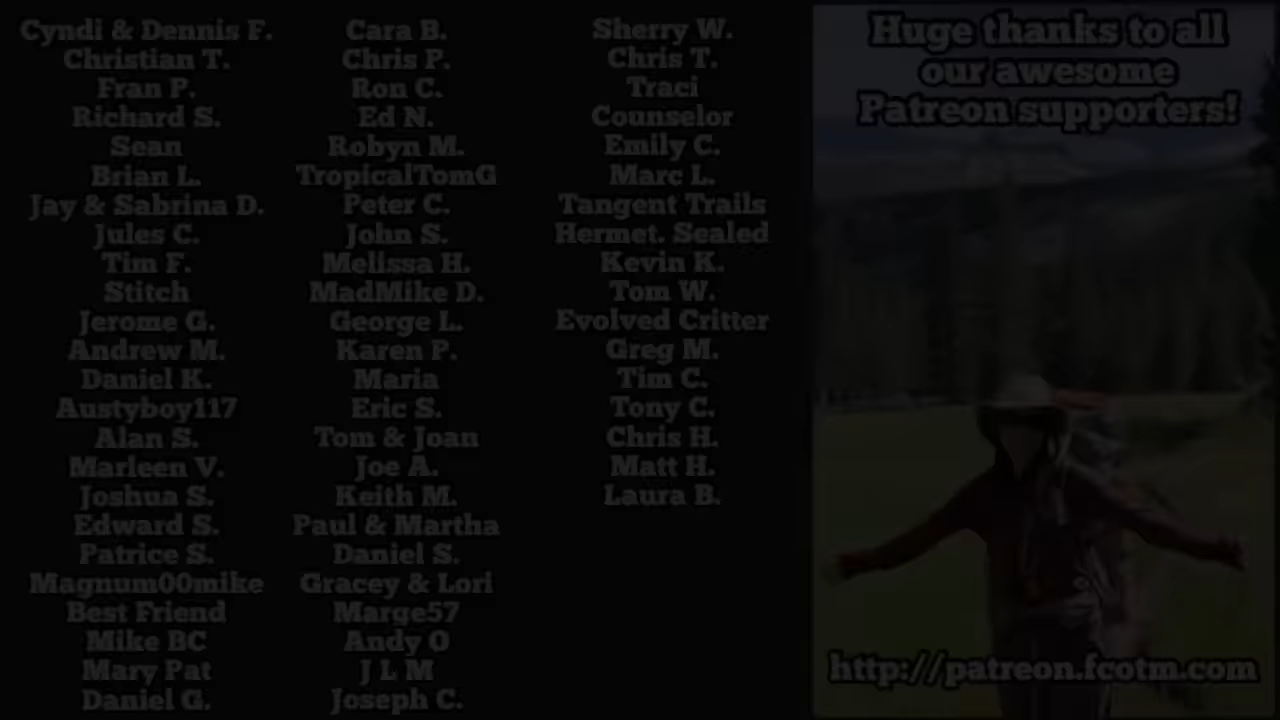 Cyndi & Dennis F.
Christian T.
Fran P.
Richard S.
Sean
Brian L.
Jay & Sabrina D.
Jules C.
Tim F.
Stitch
Jerome G.
Andrew M.
Daniel K.
Austyboy117
Alan S.
Marleen V.
Joshua S.
Edward S.
Patrice S.
Magnum00mike
Best Friend
Mike BC
Mary Pat
Daniel G.
Cara B.
Chris P.
Ron C.
Ed N.
Robyn M.
TropicalTomG
Peter C.
John S.
Melissa H.
MadMike D.
George L.
Karen P.
Maria
Eric S.
Tom & Joan
Joe A.
Keith M.
Paul & Martha
Daniel S.
Gracey & Lori
Marge57
Andy O
J L M
Joseph C.
Sherry W.
Chris T.
Traci
Counselor
Emily C.
Marc L.
Tangent Trails
Hermet. Sealed
Kevin K.
Tom W.
Evolved Critter
Greg M.
Tim C.
Tony C.
Chris H.
Matt H.
Laura B.
Huge thanks to all
our awesome
Patreon supporters!
http://patreon.fcotm.com